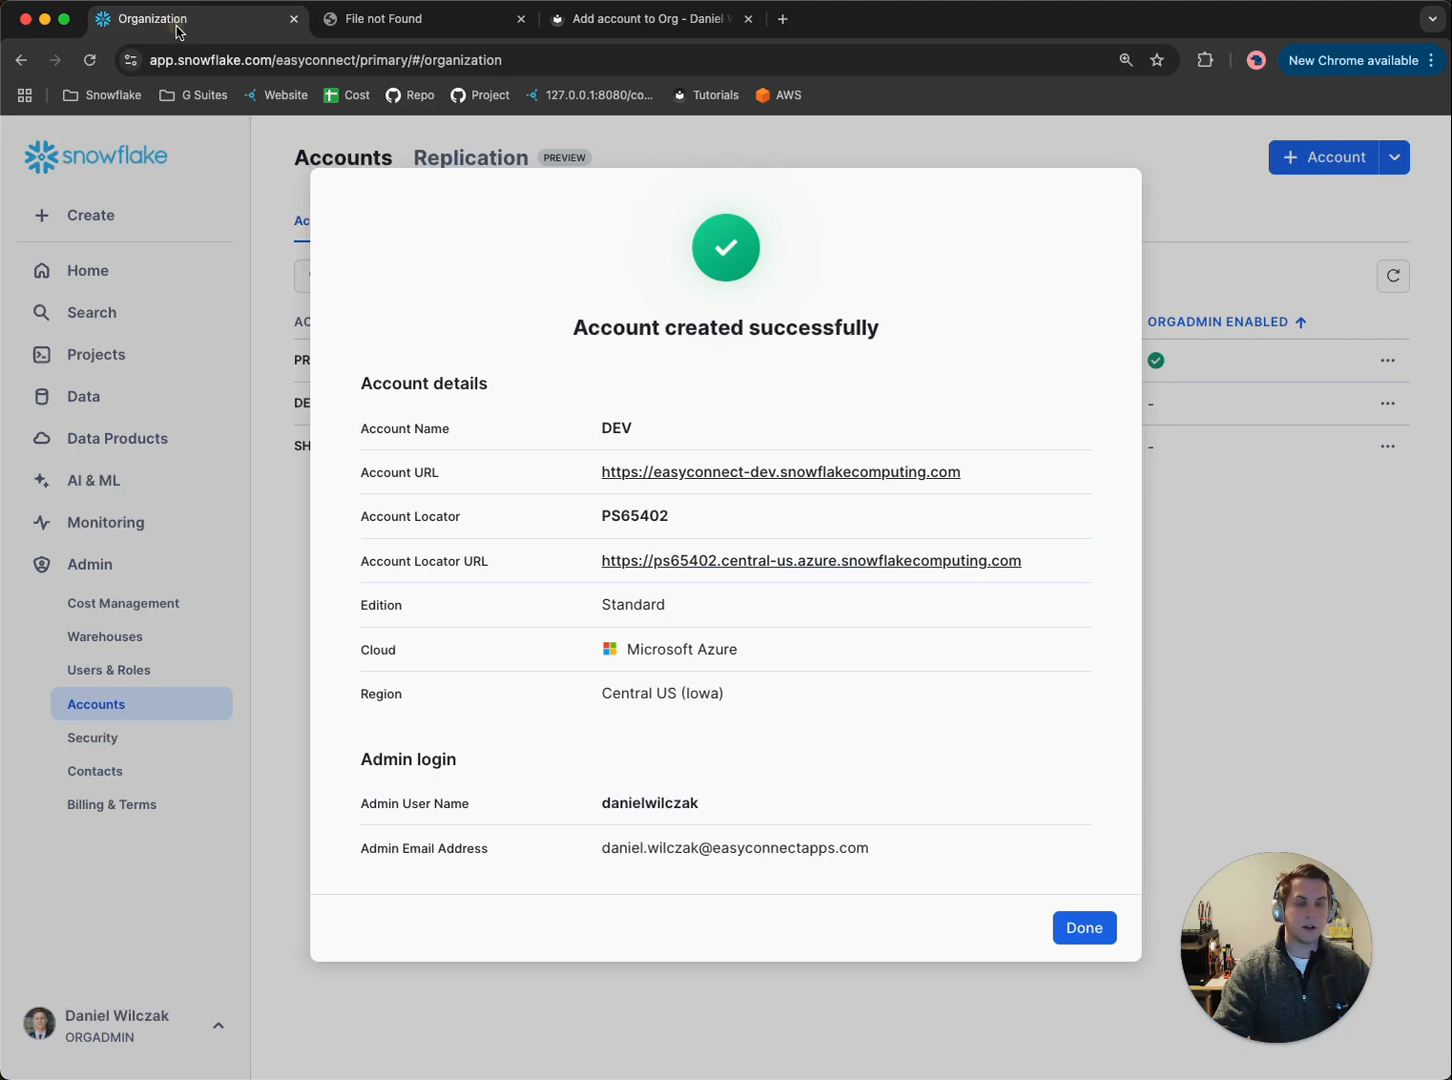 Organization
File not Found
Add account to Org - Daniel
app.snowflake.com/easyconnect/primary/#/organization
New Chrome available
Snowflake
G Suites
Website
Cost
Repo
Project
127.0.0.1:8080/co...
Tutorials
AWS
snowflake
Accounts
Replication
PREVIEW
+ Account
Create
Home
Search
Projects
Data
Data Products
AI & ML
Monitoring
Admin
Cost Management
Warehouses
Users & Roles
Accounts
Security
Contacts
Billing & Terms
Daniel Wilczak
ORGADMIN
Ac
AC
PR
DE
SH
ORGADMIN ENABLED
-
-
Account created successfully
Account details
Account Name DEV
Account URL https://easyconnect-dev.snowflakecomputing.com
Account Locator PS65402
Account Locator URL https://ps65402.central-us.azure.snowflakecomputing.com
Edition Standard
Cloud Microsoft Azure
Region Central US (Iowa)
Admin login
Admin User Name danielwilczak
Admin Email Address daniel.wilczak@easyconnectapps.com
Done